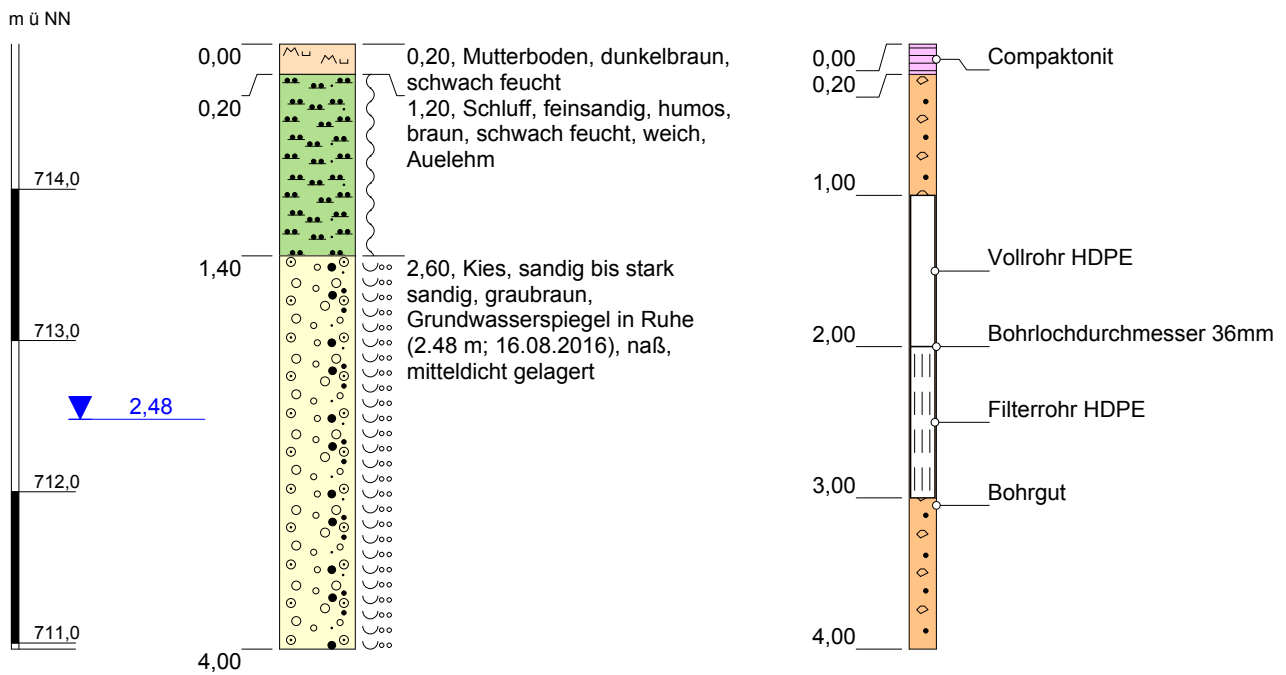 m ü NN
714,0
713,0
712,0
711,0
2,48
0,00
0,20
1,40
4,00
0,20, Mutterboden, dunkelbraun,
schwach feucht
1,20, Schluff, feinsandig, humos,
braun, schwach feucht, weich,
Auelehm
2,60, Kies, sandig bis stark
sandig, graubraun,
Grundwasserspiegel in Ruhe
(2.48 m; 16.08.2016), naß,
mitteldicht gelagert
0,00
0,20
1,00
2,00
3,00
4,00
Compaktonit
Vollrohr HDPE
Bohrlochdurchmesser 36mm
Filterrohr HDPE
Bohrgut